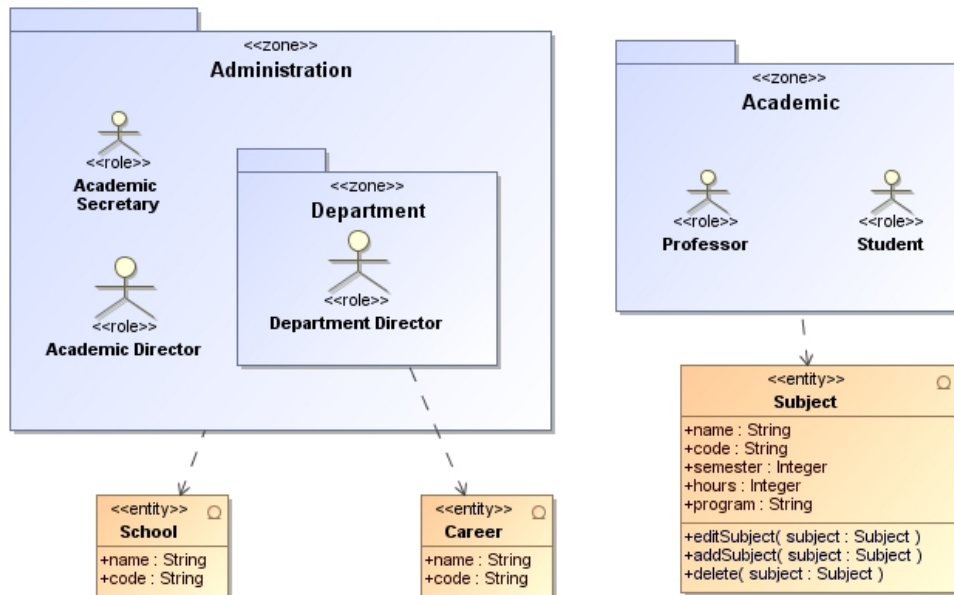 <<zone>>
Administration
<<role>>
Academic
Secretary
<<role>>
Academic Director
<<zone>>
Department
<<role>>
Department Director
<<zone>>
Academic
<<role>>
Professor
<<role>>
Student
<<entity>>
School
+name : String
+code : String
<<entity>>
Career
+name : String
+code : String
<<entity>>
Subject
+name : String
+code : String
+semester : Integer
+hours : Integer
+program : String
+editSubject( subject : Subject )
+addSubject( subject : Subject )
+delete( subject : Subject )